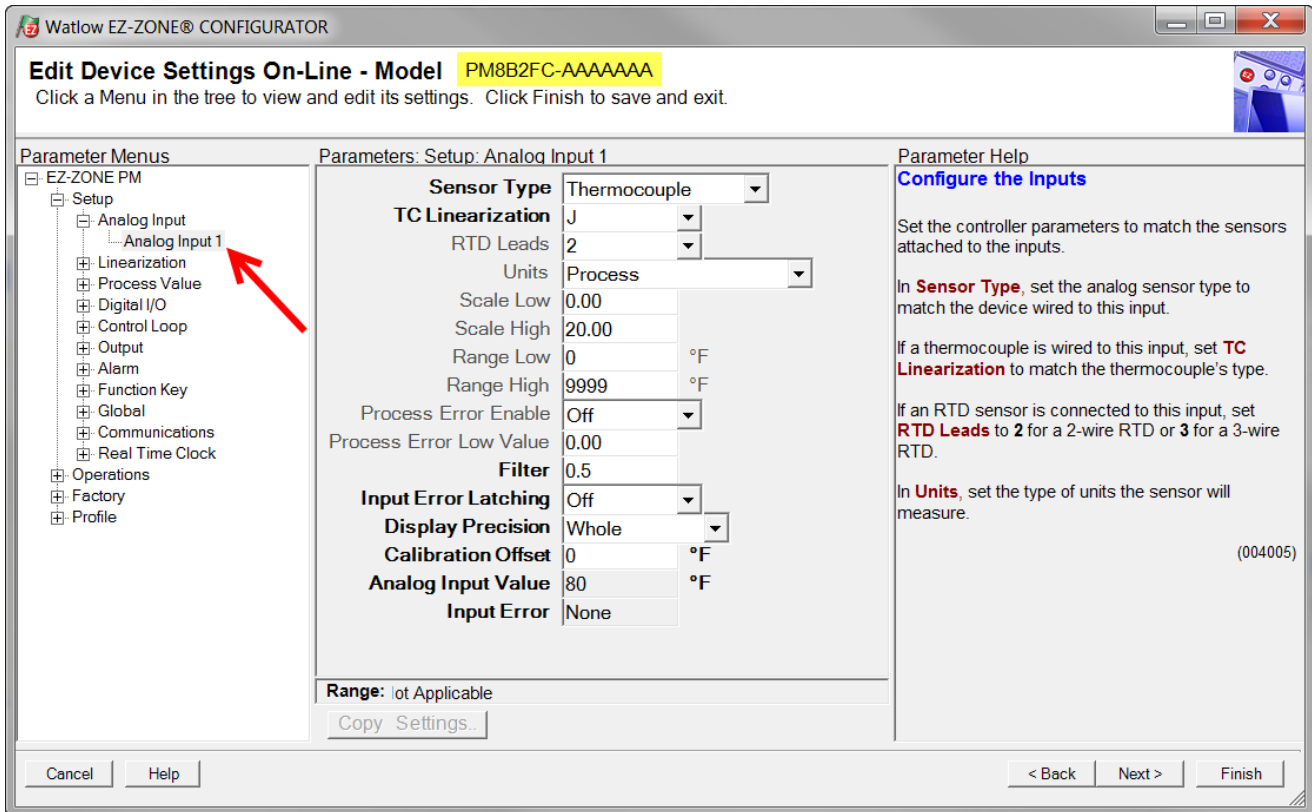 Watlow EZ-ZONE® CONFIGURATOR
Edit Device Settings On-Line - Model PM8B2FC-AAAAAAA
Click a Menu in the tree to view and edit its settings. Click Finish to save and exit.
Parameter Menus
EZ-ZONE PM
Setup
Analog Input
Analog Input 1
Linearization
Process Value
Digital I/O
Control Loop
Output
Alarm
Function Key
Global
Communications
Real Time Clock
Operations
Factory
Profile
Parameters: Setup: Analog Input 1
Sensor Type Thermocouple
TC Linearization J
RTD Leads 2
Units Process
Scale Low 0.00
Scale High 20.00
Range Low 0 °F
Range High 9999 °F
Process Error Enable Off
Process Error Low Value 0.00
Filter 0.5
Input Error Latching Off
Display Precision Whole
Calibration Offset 0 °F
Analog Input Value 80 °F
Input Error None
Range: ot Applicable
Copy Settings..
Parameter Help
Configure the Inputs
Set the controller parameters to match the sensors
attached to the inputs.
In Sensor Type, set the analog sensor type to
match the device wired to this input.
If a thermocouple is wired to this input, set TC
Linearization to match the thermocouple's type.
If an RTD sensor is connected to this input, set
RTD Leads to 2 for a 2-wire RTD or 3 for a 3-wire
RTD.
In Units, set the type of units the sensor will
measure.
(004005)
Cancel Help < Back Next > Finish